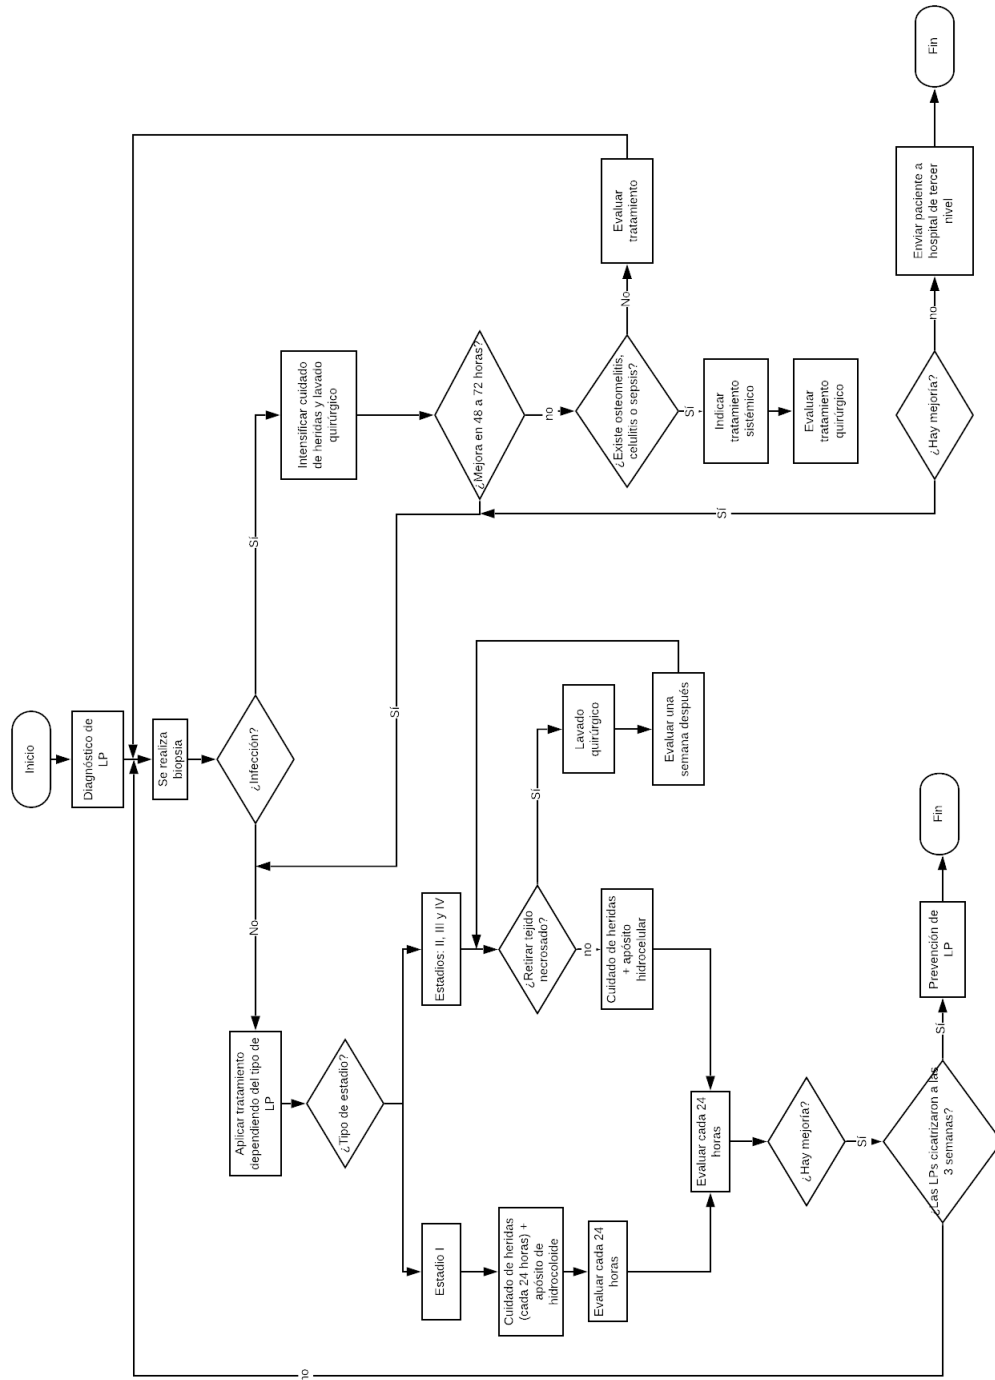 Inicio
Diagnóstico de
LP
Se realiza
biopsia
¿Infección?
Sí
Intensificar cuidado
de heridas y lavado
quirúrgico
¿Mejora en 48 a 72 horas?
no
¿Existe osteomelitis,
celulitis o sepsis?
No
Evaluar
tratamiento
Sí
Indicar
tratamiento
sistémico
Evaluar
tratamiento
quirúrgico
¿Hay mejoría?
no
Enviar paciente a
hospital de tercer
nivel
Fin
Sí
Sí
No
Aplicar tratamiento
dependiendo del tipo de
LP
¿Tipo de estadio?
Estadios: II, III y IV
¿Retirar tejido
necrosado?
Sí
Lavado
quirúrgico
Evaluar una
semana después
no
Cuidado de heridas
+ apósito
hidrocelular
Estadio I
Cuidado de heridas
(cada 24 horas) +
apósito de
hidrocoloide
Evaluar cada 24
horas
Evaluar cada 24
horas
¿Hay mejoría?
Sí
¿Las LPs cicatrizaron a las
3 semanas?
Sí
Prevención de
LP
Fin
no